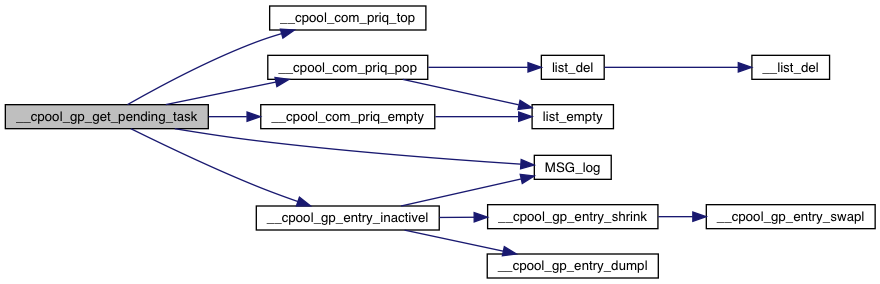 __cpool_com_priq_top
__cpool_com_priq_pop
list_del
__list_del
__cpool_gp_get_pending_task
__cpool_com_priq_empty
list_empty
MSG_log
__cpool_gp_entry_inactivel
__cpool_gp_entry_shrink
__cpool_gp_entry_swapl
__cpool_gp_entry_dumpl